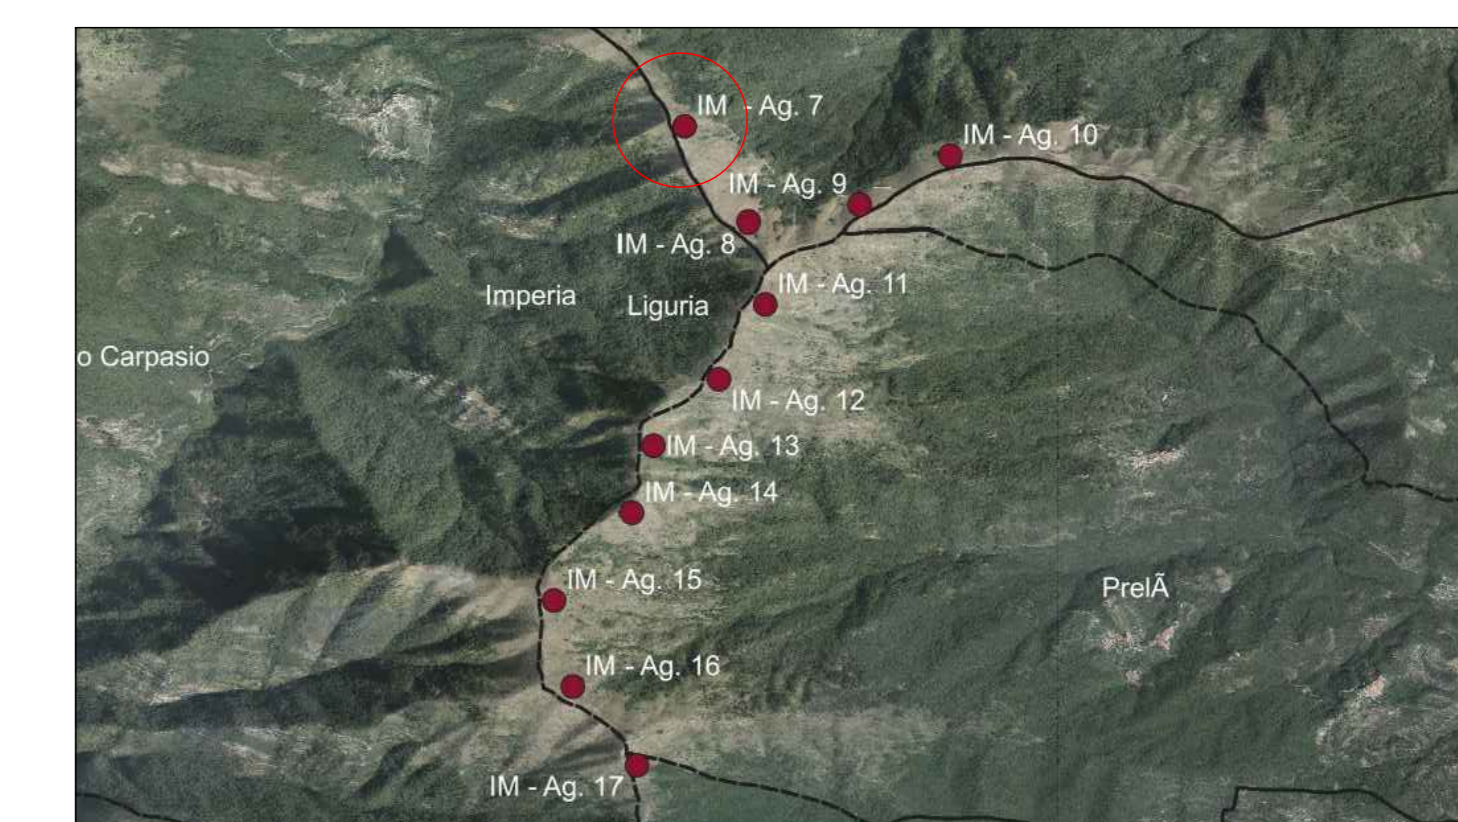 IM - Ag. 7
IM - Ag. 10
IM - Ag. 9
IM - Ag. 8
IM - Ag. 11
Imperia
Liguria
o Carpasio
IM - Ag. 12
IM - Ag. 13
IM - Ag. 14
IM - Ag. 15
PrelÃ
IM - Ag. 16
IM - Ag. 17